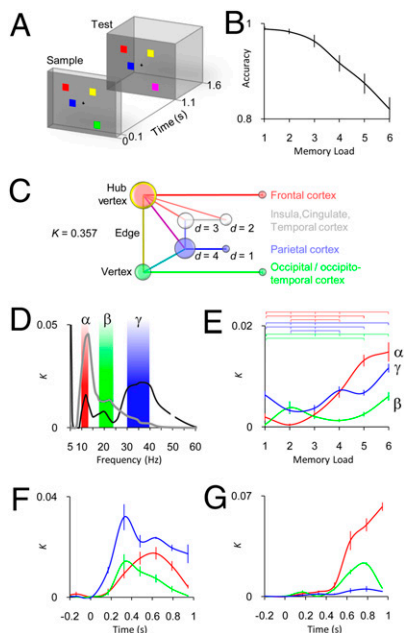 A
Test
Sample
1.6
1.1
0.1
0
Time (s)
B
Accuracy
0.8
1
1 2 3 4 5 6
Memory Load
C
Hub
vertex
Frontal cortex
Insula,Cingulate,
Temporal cortex
K = 0.357
Edge
d = 3
d = 2
Parietal cortex
d = 4
d = 1
Vertex
Occipital / occipito-
temporal cortex
D
α β γ
0.05
K
0
5 10 20 30 40 50 60
Frequency (Hz)
E
0.02
K
0
α
γ
β
1 2 3 4 5 6
Memory Load
F
0.04
K
0
-0.2 0 0.2 0.4 0.6 0.8 1
Time (s)
G
0.07
K
0
-0.2 0 0.2 0.4 0.6 0.8 1
Time (s)